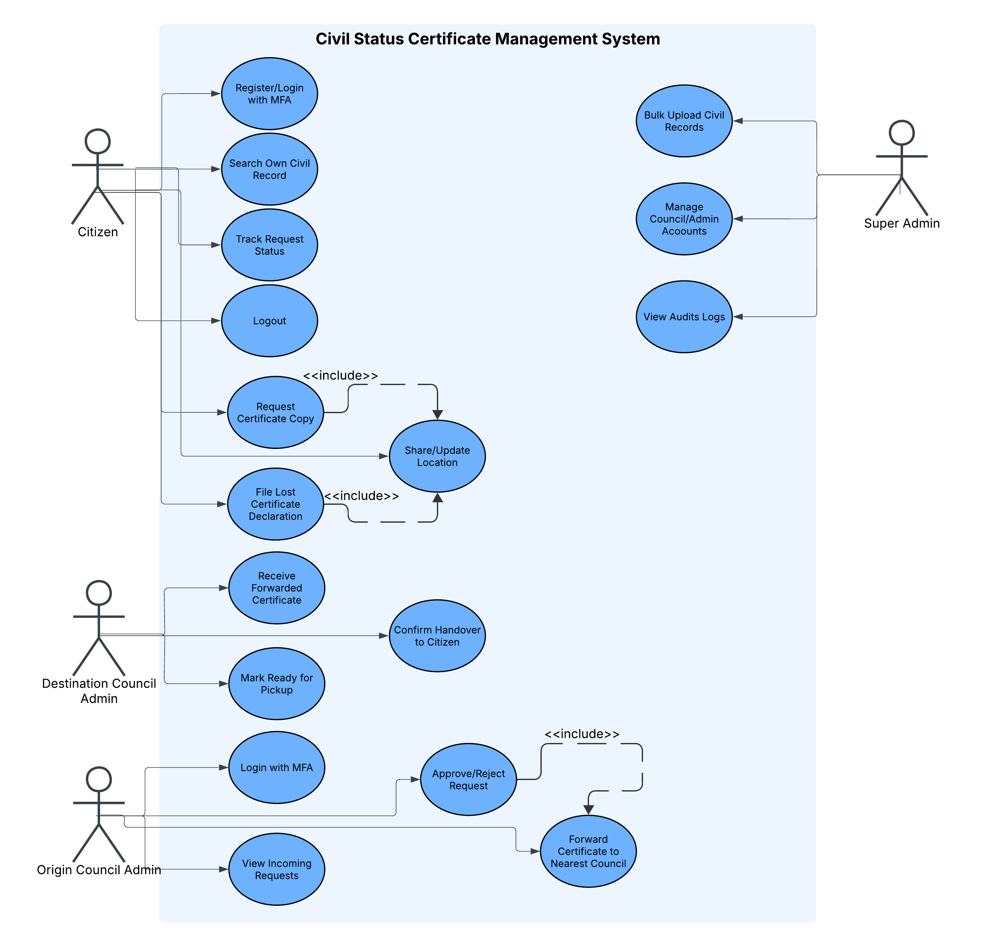 Civil Status Certificate Management System
Register/Login
with MFA
Bulk Upload Civil
Records
Search Own Civil
Record
Manage
Council/Admin
Acoounts
Super Admin
Citizen
Track Request
Status
Logout
View Audits Logs
<<include>>
Request
Certificate Copy
Share/Update
Location
File Lost
Certificate
Declaration
<<include>>
Receive
Forwarded
Certificate
Confirm Handover
to Citizen
Destination Council
Admin
Mark Ready for
Pickup
<<include>>
Login with MFA
Approve/Reject
Request
Forward
Certificate to
Nearest Council
Origin Council Admin
View Incoming
Requests